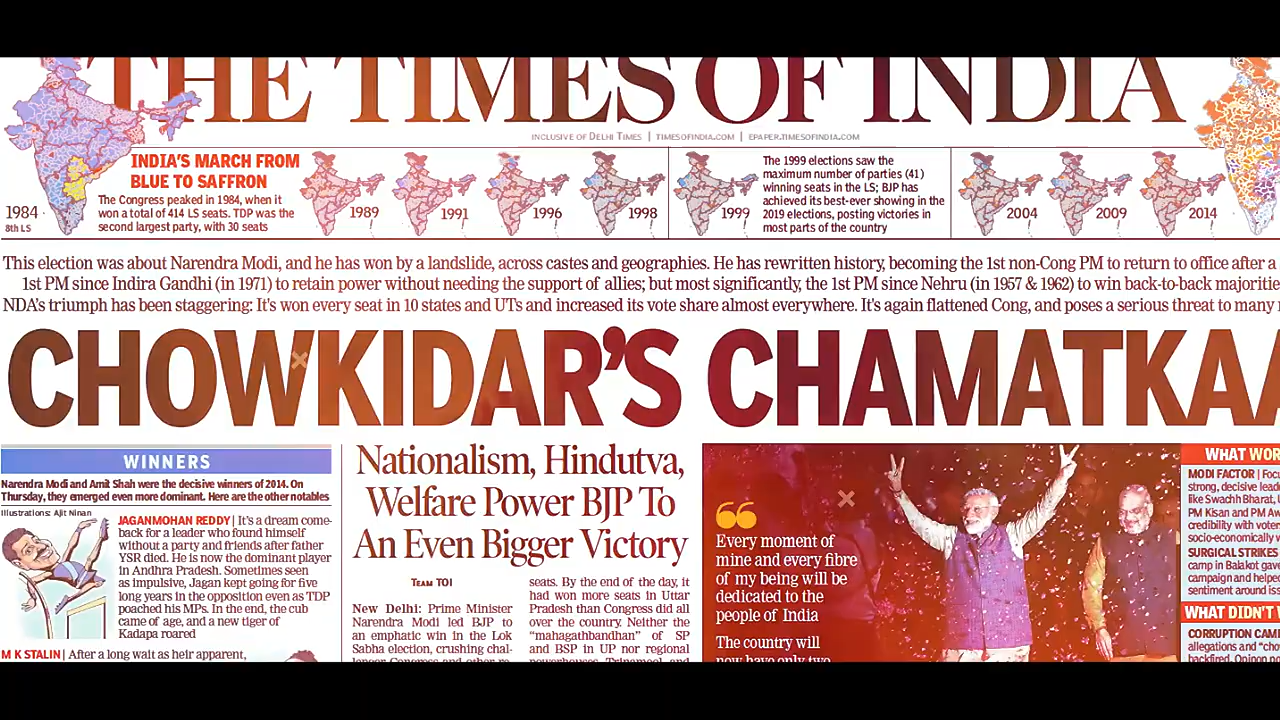 THE TIMES OF INDIA
INCLUSIVE OF DELHI TIMES | TIMESOFINDIA.COM | EPAPER.TIMESOFINDIA.COM
INDIA'S MARCH FROM
BLUE TO SAFFRON
The Congress peaked in 1984, when it
won a total of 414 LS seats. TDP was the
second largest party, with 30 seats
1984
8th LS
1989
1991
1996
1998
1999
The 1999 elections saw the
maximum number of parties (41)
winning seats in the LS; BJP has
achieved its best-ever showing in the
2019 elections, posting victories in
most parts of the country
2004
2009
2014
This election was about Narendra Modi, and he has won by a landslide, across castes and geographies. He has rewritten history, becoming the 1st non-Cong PM to return to office after a
1st PM since Indira Gandhi (in 1971) to retain power without needing the support of allies; but most significantly, the 1st PM since Nehru (in 1957 & 1962) to win back-to-back majoritie
NDA's triumph has been staggering: It's won every seat in 10 states and UTs and increased its vote share almost everywhere. It's again flattened Cong, and poses a serious threat to many
CHOWKIDAR'S CHAMATKAA
WINNERS
Narendra Modi and Amit Shah were the decisive winners of 2014. On
Thursday, they emerged even more dominant. Here are the other notables
Illustrations: Ajit Ninan
JAGANMOHAN REDDY | It's a dream come-
back for a leader who found himself
without a party and friends after father
YSR died. He is now the dominant player
in Andhra Pradesh. Sometimes seen
as impulsive, Jagan kept going for five
long years in the opposition even as TDP
poached his MPs. In the end, the cub
came of age, and a new tiger of
Kadapa roared
M K STALIN | After a long wait as heir apparent,
Nationalism, Hindutva,
Welfare Power BJP To
An Even Bigger Victory
TEAM TOI
New Delhi: Prime Minister
Narendra Modi led BJP to
an emphatic win in the Lok
Sabha election, crushing chal-
lenger Congress and other re-
seats. By the end of the day, it
had won more seats in Uttar
Pradesh than Congress did all
over the country. Neither the
"mahagathbandhan" of SP
and BSP in UP nor regional
powerhouses Trinamool and
Every moment of
mine and every fibre
of my being will be
dedicated to the
people of India
The country will
now have only two
WHAT WOR
MODI FACTOR | Focu
strong, decisive leade
like Swachh Bharat, U
PM Kisan and PM Aw
credibility with voter
socio-economically w
SURGICAL STRIKES
camp in Balakot gave
campaign and helped
sentiment around iss
WHAT DIDN'T W
CORRUPTION CAM
allegations and "cho
backfired. Opinion po